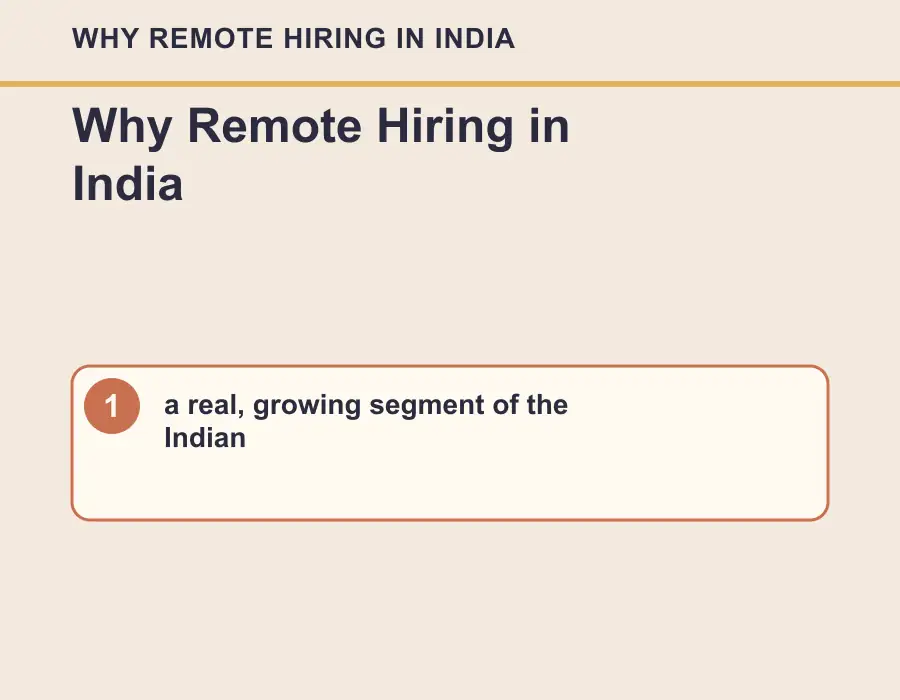 WHY REMOTE HIRING IN INDIA
Why Remote Hiring in
India
1
a real, growing segment of the
Indian